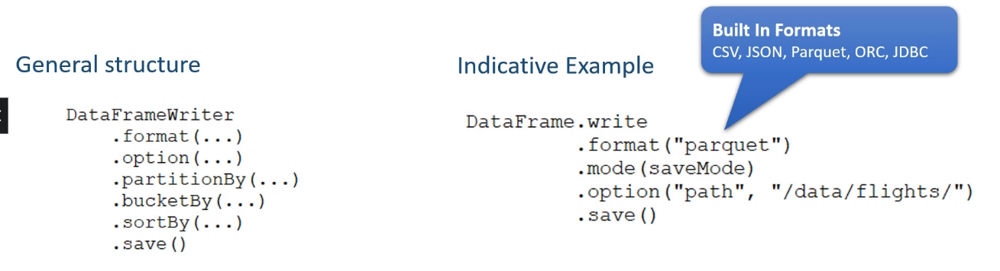 General structure
DataFrameWriter
.format(...)
.option(...)
.partitionBy(...)
.bucketBy(...)
.sortBy(...)
.save()
Indicative Example
Built In Formats
CSV, JSON, Parquet, ORC, JDBC
DataFrame.write
.format("parquet")
.mode(saveMode)
.option("path", "/data/flights/")
.save()